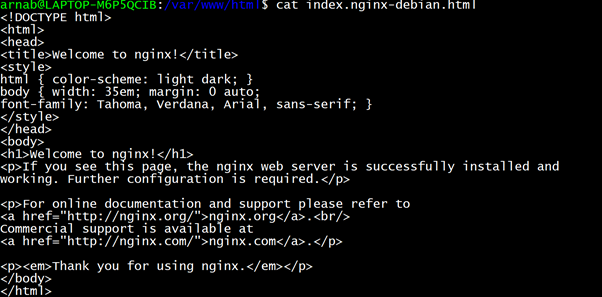 arnab@LAPTOP-M6P5QCIB:/var/www/html$ cat index.nginx-debian.html
<!DOCTYPE html>
<html>
<head>
<title>Welcome to nginx!</title>
<style>
html { color-scheme: light dark; }
body { width: 35em; margin: 0 auto;
font-family: Tahoma, Verdana, Arial, sans-serif; }
</style>
</head>
<body>
<h1>Welcome to nginx!</h1>
<p>If you see this page, the nginx web server is successfully installed and
working. Further configuration is required.</p>

<p>For online documentation and support please refer to
<a href="http://nginx.org/">nginx.org</a>.<br/>
Commercial support is available at
<a href="http://nginx.com/">nginx.com</a>.</p>

<p><em>Thank you for using nginx.</em></p>
</body>
</html>